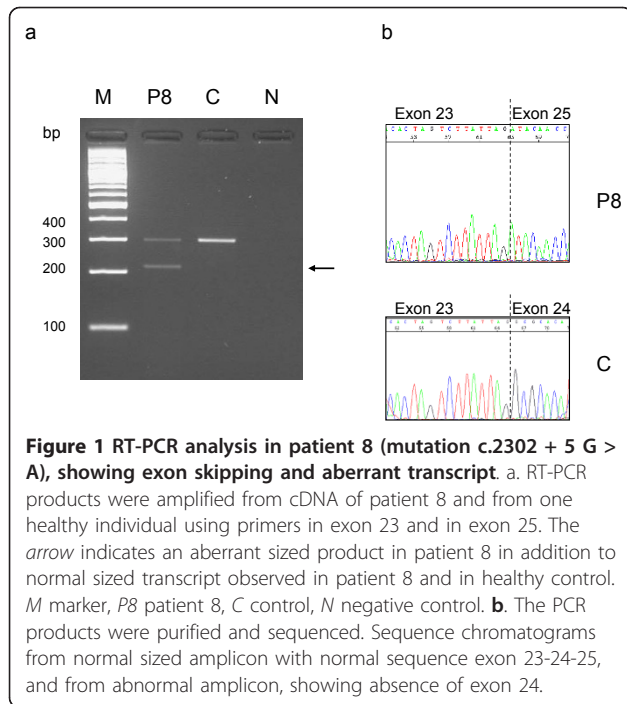 a
b
M P8 C N
bp
400
300
200
100
Exon 23 Exon 25
P8
Exon 23 Exon 24
C
Figure 1 RT-PCR analysis in patient 8 (mutation c.2302 + 5 G >
A), showing exon skipping and aberrant transcript. a. RT-PCR
products were amplified from cDNA of patient 8 and from one
healthy individual using primers in exon 23 and in exon 25. The
arrow indicates an aberrant sized product in patient 8 in addition to
normal sized transcript observed in patient 8 and in healthy control.
M marker, P8 patient 8, C control, N negative control. b. The PCR
products were purified and sequenced. Sequence chromatograms
from normal sized amplicon with normal sequence exon 23-24-25,
and from abnormal amplicon, showing absence of exon 24.